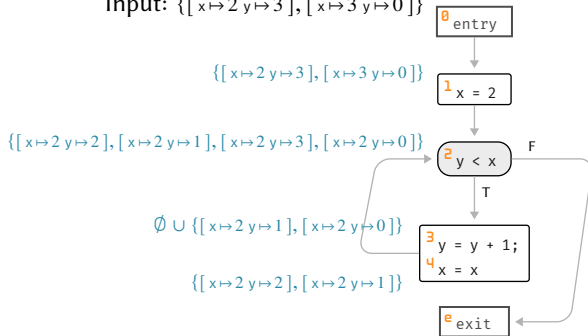 Input: {[ x↦2 y↦3 ], [ x↦3 y↦0 ]}
0 entry
{[ x↦2 y↦3 ], [ x↦3 y↦0 ]}
1 x = 2
{[ x↦2 y↦2 ], [ x↦2 y↦1 ], [ x↦2 y↦3 ], [ x↦2 y↦0 ]}
2 y < x
F
T
∅ ∪ {[ x↦2 y↦1 ], [ x↦2 y↦0 ]}
3 y = y + 1;
4 x = x
{[ x↦2 y↦2 ], [ x↦2 y↦1 ]}
e exit